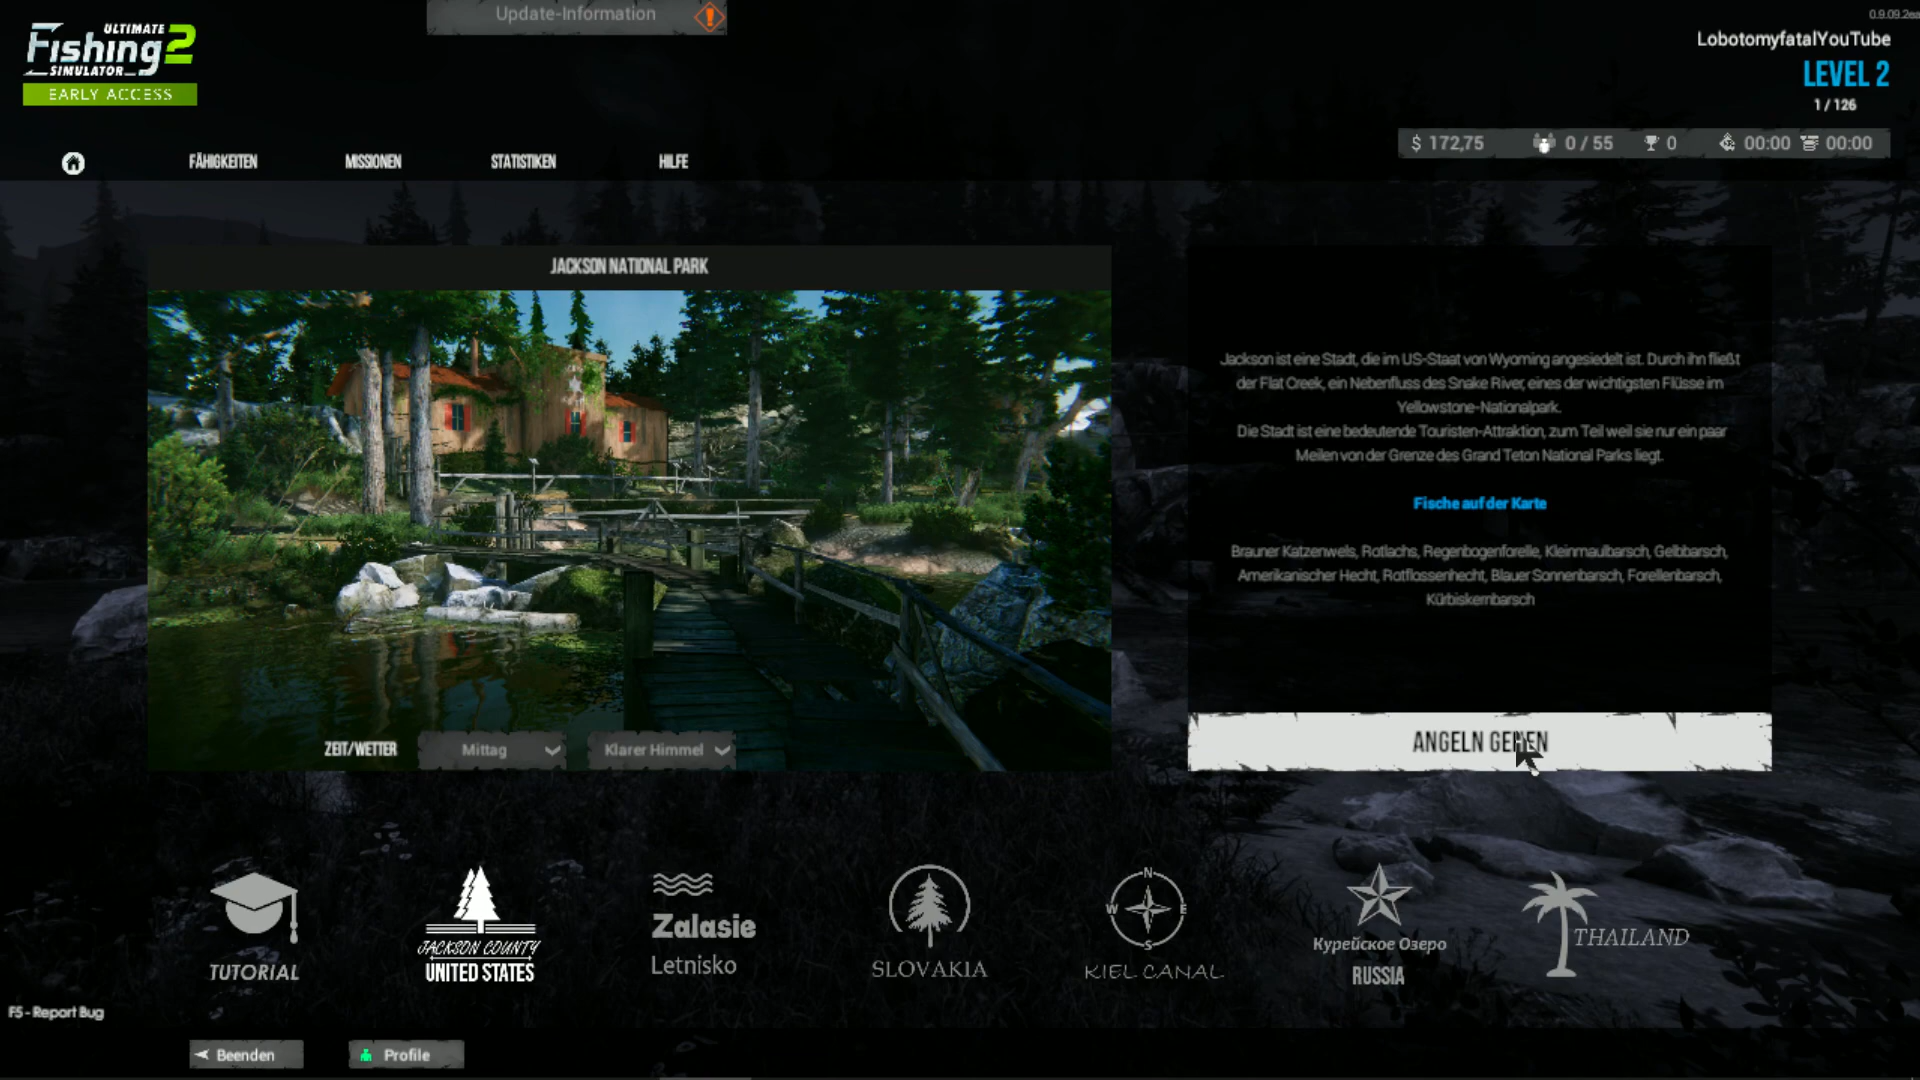 Update-Information
0.9.09.2ea
ULTIMATE
Fishing 2
SIMULATOR
EARLY ACCESS
LobotomyfatalYouTube
LEVEL 2
1 / 126
$ 172,75 0 / 55 0 00:00 00:00
FÄHIGKEITEN MISSIONEN STATISTIKEN HILFE
JACKSON NATIONAL PARK
Jackson ist eine Stadt, die im US-Staat von Wyoming angesiedelt ist. Durch ihn fließt
der Flat Creek, ein Nebenfluss des Snake River, eines der wichtigsten Flüsse im
Yellowstone-Nationalpark.
Die Stadt ist eine bedeutende Touristen-Attraktion, zum Teil weil sie nur ein paar
Meilen von der Grenze des Grand Teton National Parks liegt.
Fische auf der Karte
Brauner Katzenwels, Rotlachs, Regenbogenforelle, Kleinmaulbarsch, Gelbbarsch,
Amerikanischer Hecht, Rotflossenhecht, Blauer Sonnenbarsch, Forellenbarsch,
Kürbiskernbarsch
ZEIT/WETTER Mittag Klarer Himmel
ANGELN GEHEN
TUTORIAL
JACKSON COUNTY
UNITED STATES
Zalasie
Letnisko
SLOVAKIA
N
W E
S
KIEL CANAL
Курейское Озеро
RUSSIA
THAILAND
F5 - Report Bug
Beenden Profile